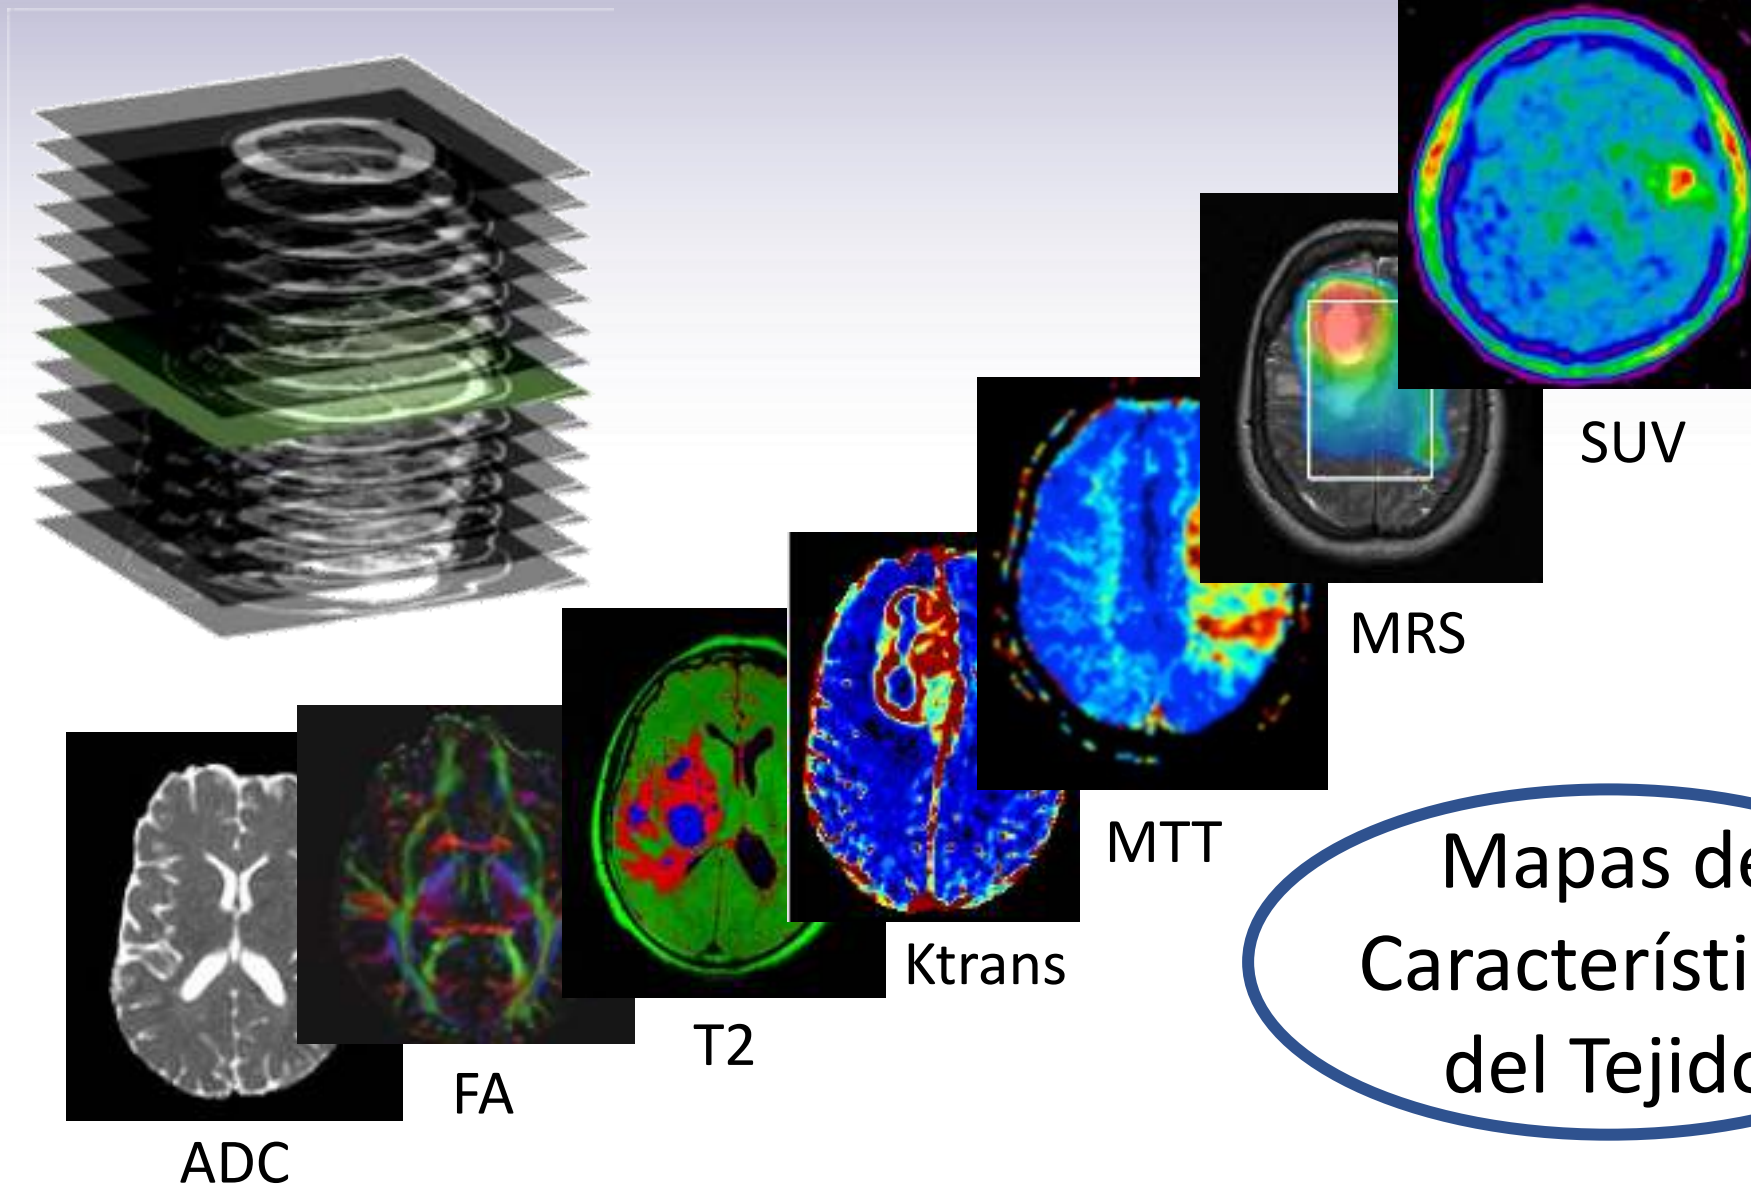 SUV
MRS
MTT
Ktrans
T2
FA
ADC
Mapas de
Característi
del Tejido